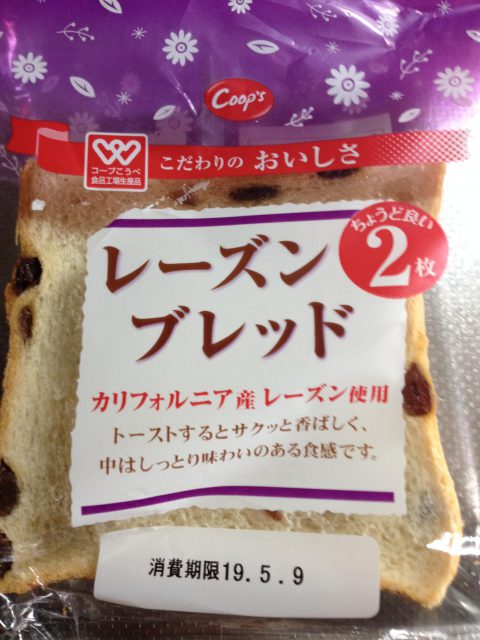 Coop's
コープこうべ
食品工場生産品
こだわりの おいしさ
ちょうど良い
2枚
レーズン
ブレッド
カリフォルニア産 レーズン使用
トーストするとサクッと香ばしく、
中はしっとり味わいのある食感です。
消費期限19.5.9